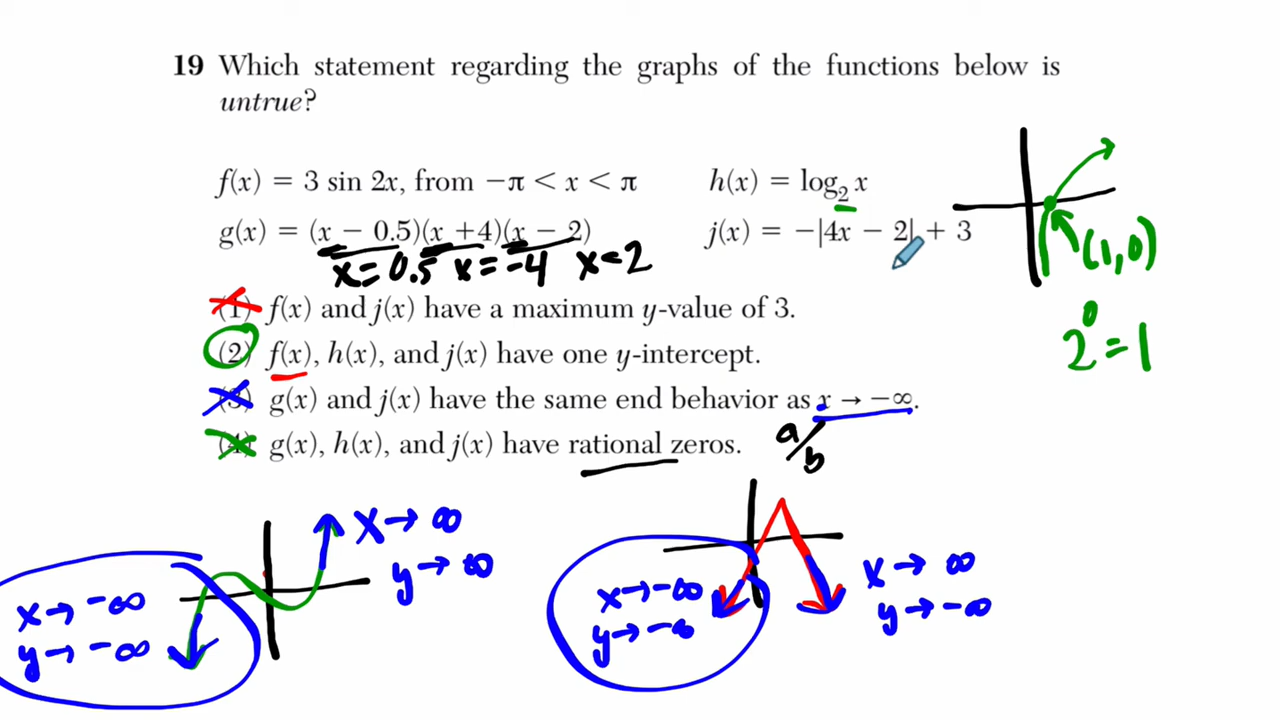 19 Which statement regarding the graphs of the functions below is
untrue?
f(x) = 3 sin 2x, from −π < x < π
h(x) = log₂ x
g(x) = (x − 0.5)(x + 4)(x − 2)
j(x) = −|4x − 2| + 3
x = 0.5 x = −4 x = 2
(1, 0)
(1) f(x) and j(x) have a maximum y-value of 3.
(2) f(x), h(x), and j(x) have one y-intercept.
2⁰ = 1
(3) g(x) and j(x) have the same end behavior as x → −∞.
(4) g(x), h(x), and j(x) have rational zeros.
a/b
x → ∞
y → ∞
x → −∞
y → −∞
x → −∞
y → −∞
x → ∞
y → −∞